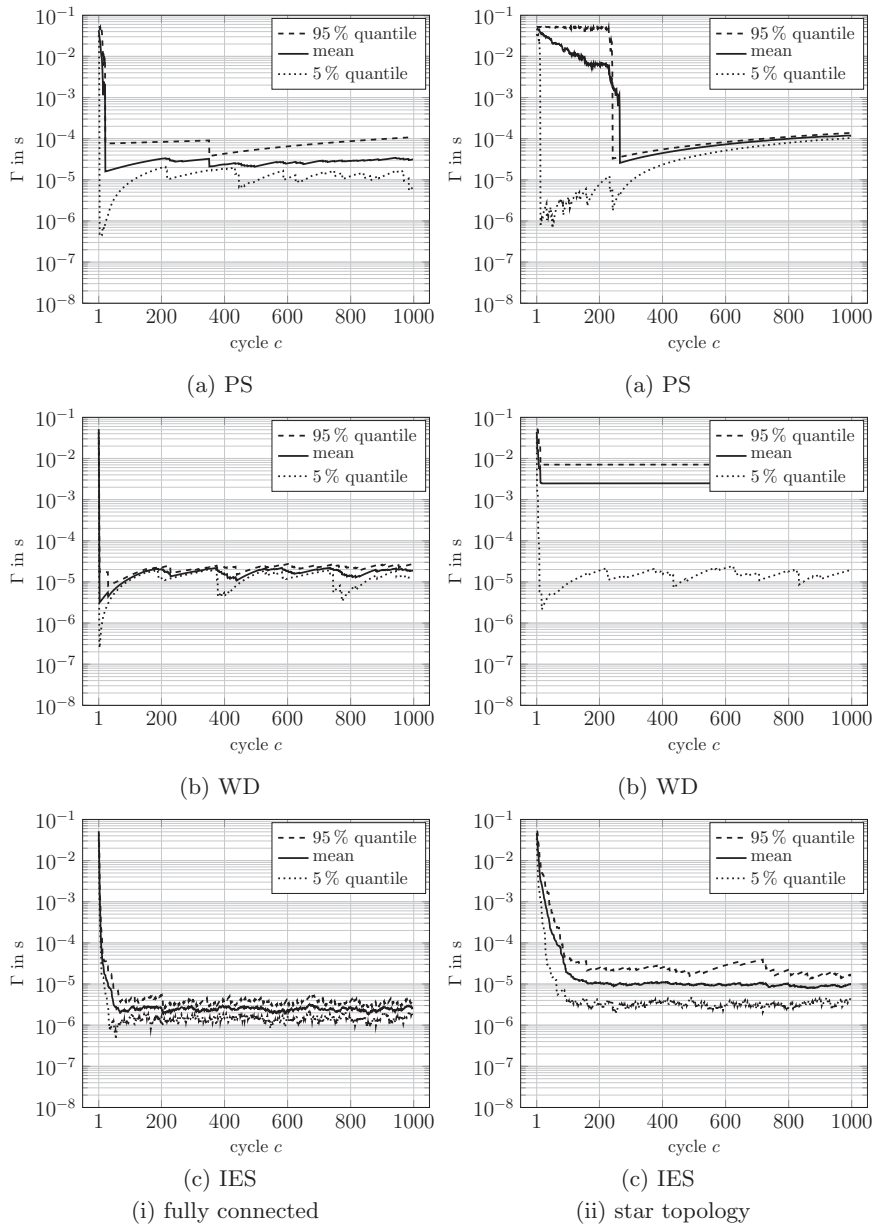 10⁻¹
10⁻²
10⁻³
10⁻⁴
10⁻⁵
10⁻⁶
10⁻⁷
10⁻⁸
Γ in s
1 200 400 600 800 1000
cycle c
95 % quantile
mean
5 % quantile
(a) PS
10⁻¹
10⁻²
10⁻³
10⁻⁴
10⁻⁵
10⁻⁶
10⁻⁷
10⁻⁸
Γ in s
1 200 400 600 800 1000
cycle c
95 % quantile
mean
5 % quantile
(a) PS
10⁻¹
10⁻²
10⁻³
10⁻⁴
10⁻⁵
10⁻⁶
10⁻⁷
10⁻⁸
Γ in s
1 200 400 600 800 1000
cycle c
95 % quantile
mean
5 % quantile
(b) WD
10⁻¹
10⁻²
10⁻³
10⁻⁴
10⁻⁵
10⁻⁶
10⁻⁷
10⁻⁸
Γ in s
1 200 400 600 800 1000
cycle c
95 % quantile
mean
5 % quantile
(b) WD
10⁻¹
10⁻²
10⁻³
10⁻⁴
10⁻⁵
10⁻⁶
10⁻⁷
10⁻⁸
Γ in s
1 200 400 600 800 1000
cycle c
95 % quantile
mean
5 % quantile
(c) IES
(i) fully connected
10⁻¹
10⁻²
10⁻³
10⁻⁴
10⁻⁵
10⁻⁶
10⁻⁷
10⁻⁸
Γ in s
1 200 400 600 800 1000
cycle c
95 % quantile
mean
5 % quantile
(c) IES
(ii) star topology